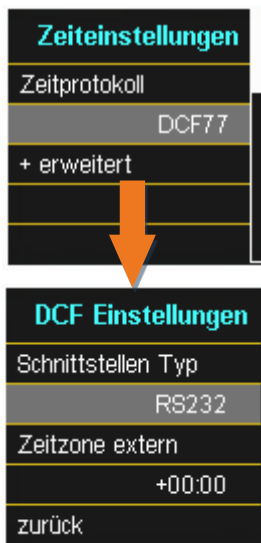 Zeiteinstellungen
Zeitprotokoll
DCF77
+ erweitert
DCF Einstellungen
Schnittstellen Typ
RS232
Zeitzone extern
+00:00
zurück